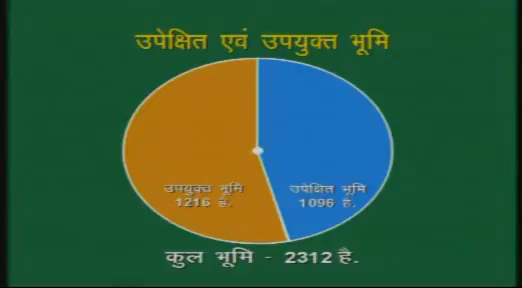 उपेक्षित एवं उपयुक्त भूमि
उपयुक्त भूमि
1216 है.
उपेक्षित भूमि
1096 है.
कुल भूमि - 2312 है.